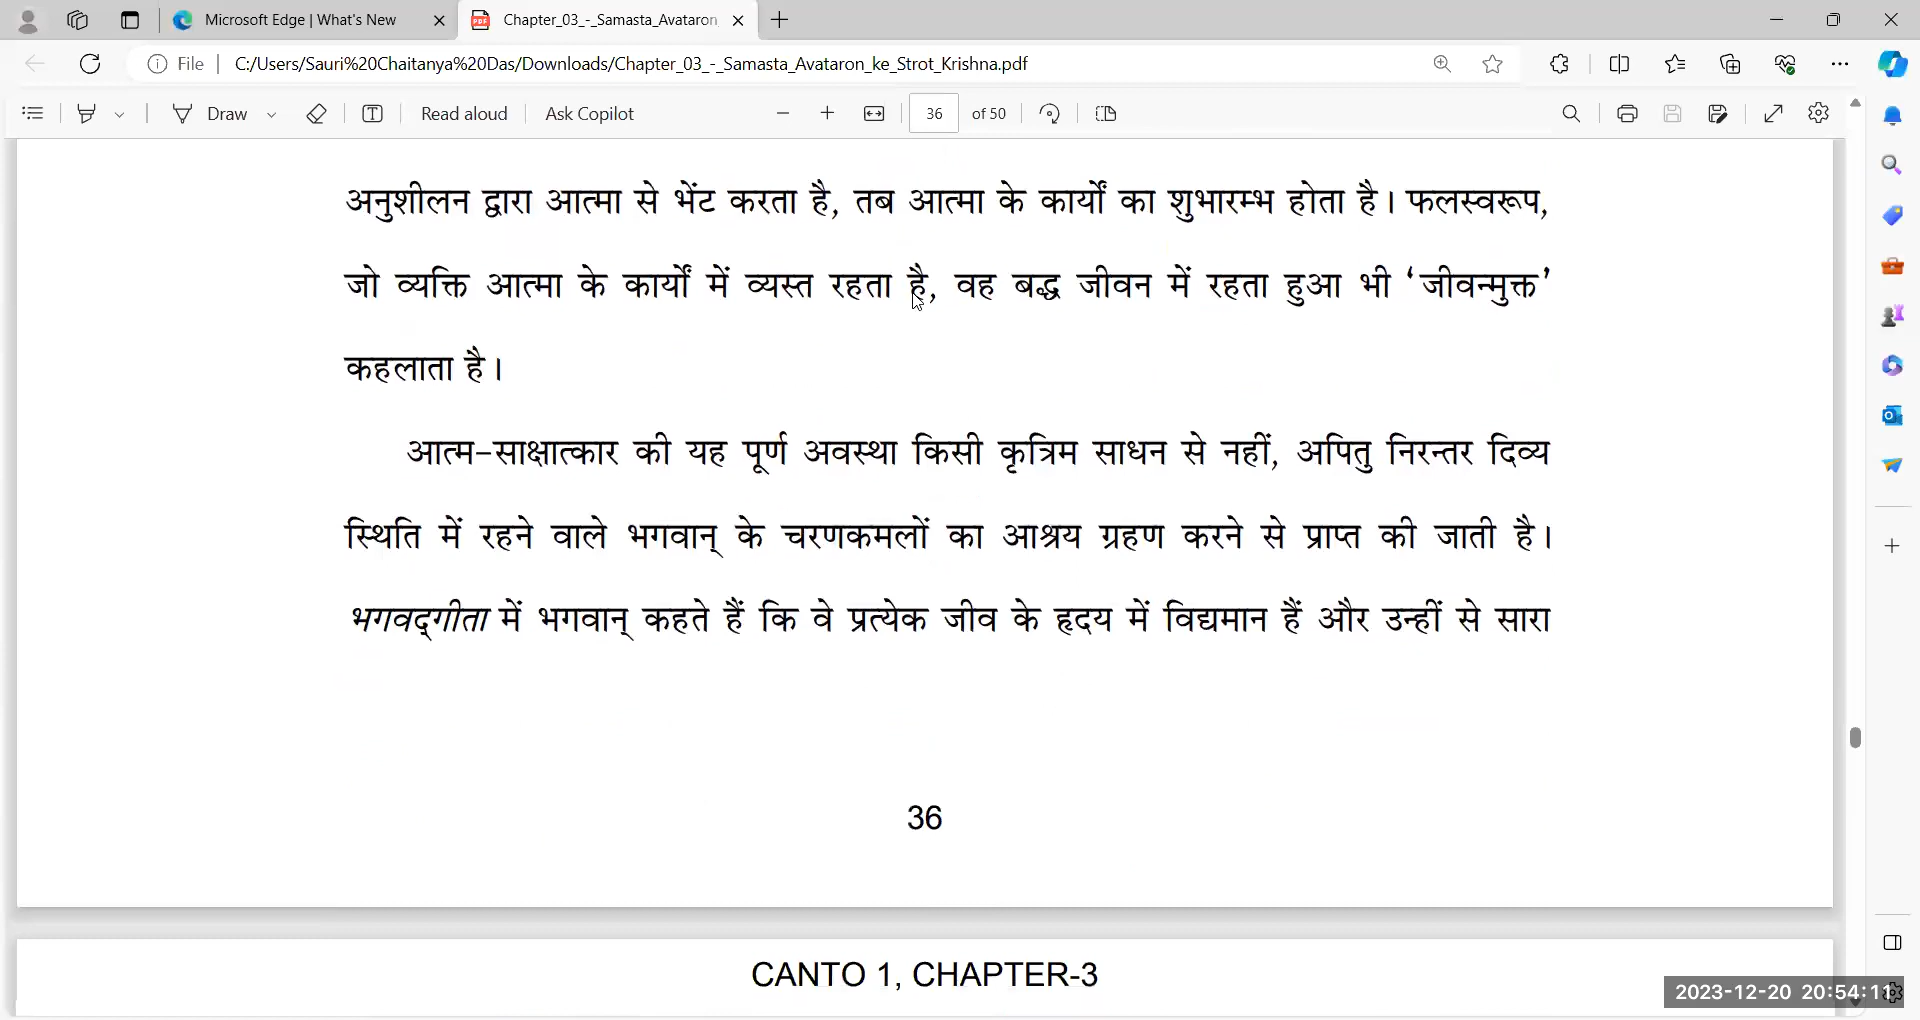 Microsoft Edge | What's New
Chapter_03_-_Samasta_Avataron
File
C:/Users/Sauri%20Chaitanya%20Das/Downloads/Chapter_03_-_Samasta_Avataron_ke_Strot_Krishna.pdf
Draw
Read aloud
Ask Copilot
36 of 50
अनुशीलन द्वारा आत्मा से भेंट करता है, तब आत्मा के कार्यों का शुभारम्भ होता है। फलस्वरूप,
जो व्यक्ति आत्मा के कार्यों में व्यस्त रहता है, वह बद्ध जीवन में रहता हुआ भी ‘जीवन्मुक्त’
कहलाता है।
आत्म-साक्षात्कार की यह पूर्ण अवस्था किसी कृत्रिम साधन से नहीं, अपितु निरन्तर दिव्य
स्थिति में रहने वाले भगवान् के चरणकमलों का आश्रय ग्रहण करने से प्राप्त की जाती है।
भगवद्गीता में भगवान् कहते हैं कि वे प्रत्येक जीव के हृदय में विद्यमान हैं और उन्हीं से सारा
36
CANTO 1, CHAPTER-3
2023-12-20 20:54:11